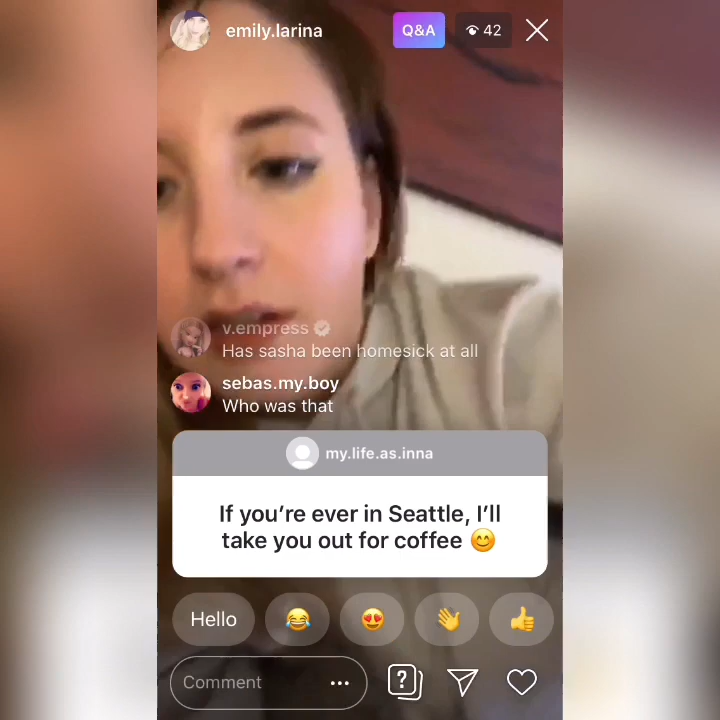 emily.larina
Q&A
42
v.empress
Has sasha been homesick at all
sebas.my.boy
Who was that
my.life.as.inna
If you’re ever in Seattle, I’ll
take you out for coffee 😊
Hello 😂 😍 👋 👍
Comment ...
?